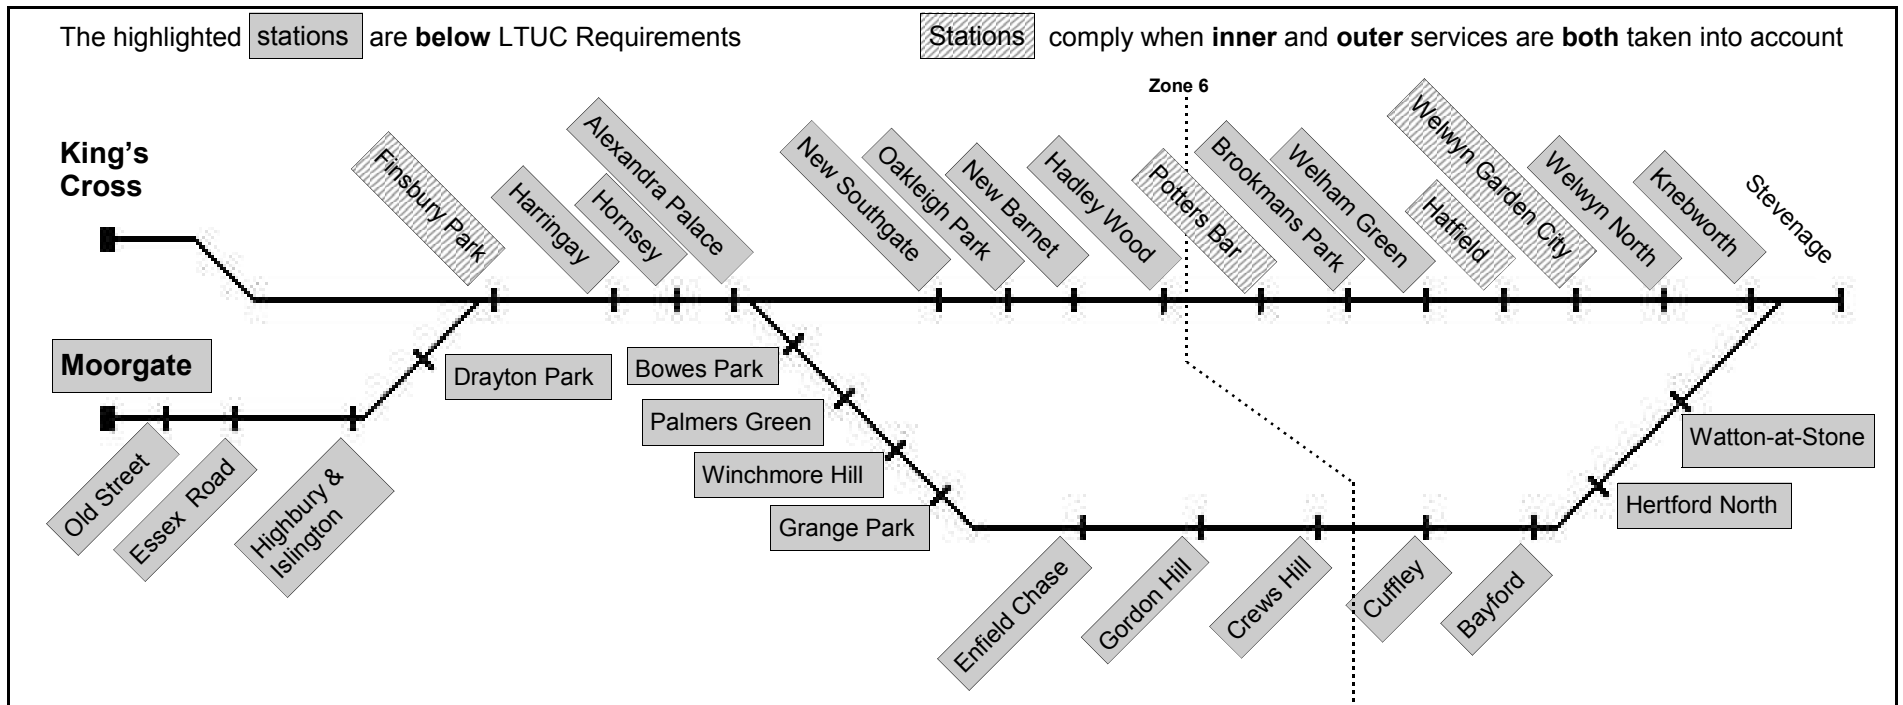 The highlighted stations are below LTUC Requirements
Stations comply when inner and outer services are both taken into account
Zone 6
King's
Cross
Finsbury Park
Harringay
Hornsey
Alexandra Palace
New Southgate
Oakleigh Park
New Barnet
Hadley Wood
Potters Bar
Brookmans Park
Welham Green
Hatfield
Welwyn Garden City
Welwyn North
Knebworth
Stevenage
Moorgate
Old Street
Essex Road
Highbury &
Islington
Drayton Park
Bowes Park
Palmers Green
Winchmore Hill
Grange Park
Enfield Chase
Gordon Hill
Crews Hill
Cuffley
Bayford
Hertford North
Watton-at-Stone